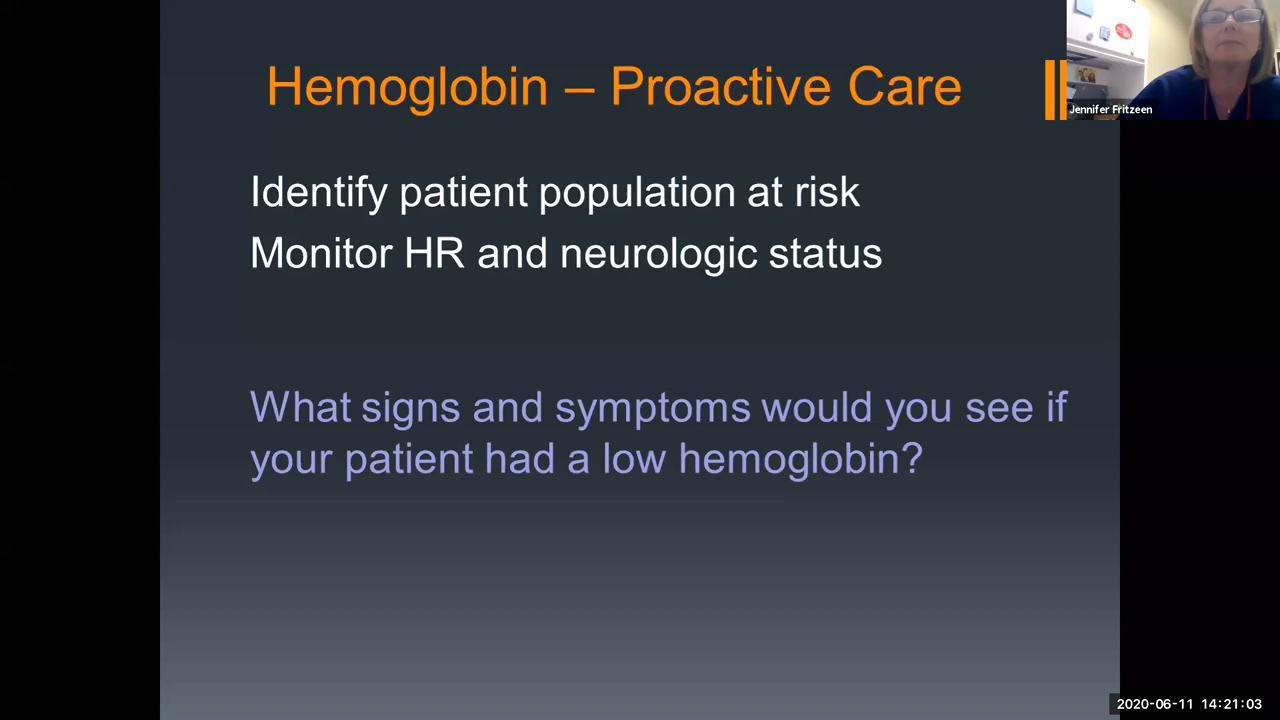 Hemoglobin – Proactive Care
Jennifer Fritzeen
Identify patient population at risk
Monitor HR and neurologic status
What signs and symptoms would you see if
your patient had a low hemoglobin?
2020-06-11 14:21:03